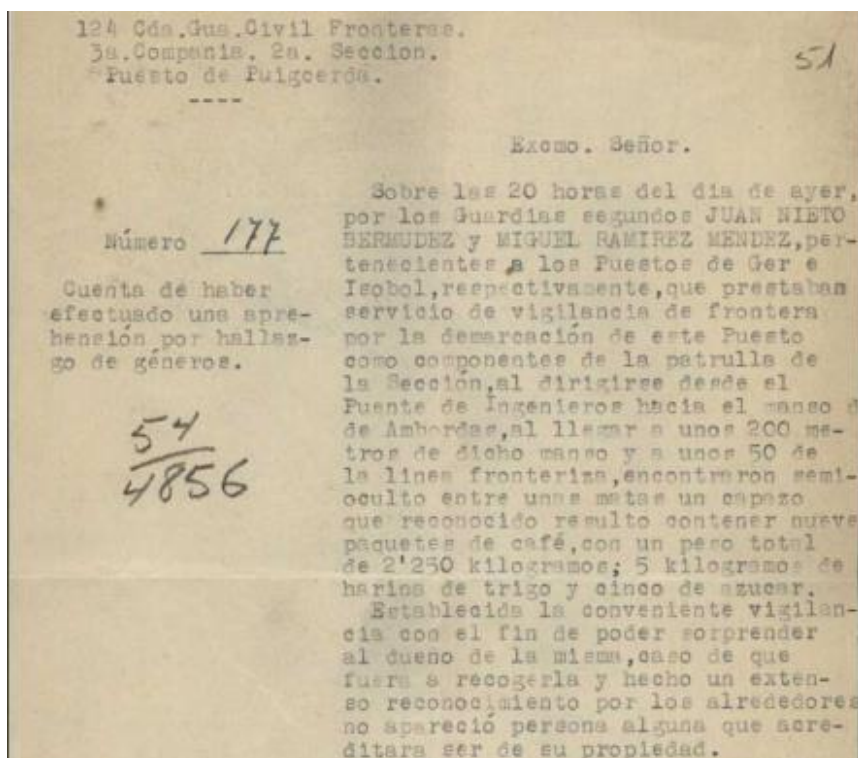 124 Cda.Gua.Civil Fronteras.
3a.Compania. 2a. Seccion.
Puesto de Puigcerda.
----
51
Excmo. Señor.
Número 177
Cuenta de haber
efectuado una apre-
hensión por hallaz-
go de géneros.
54
4856
Sobre las 20 horas del dia de ayer,
por los Guardias segundos JUAN NIETO
BERMUDEZ y MIGUEL RAMIREZ MENDEZ,per-
tenecientes a los Puestos de Ger e
Isobol,respectivamente,que prestaban
servicio de vigilancia de frontera
por la demarcación de este Puesto
como componentes de la patrulla de
la Sección,al dirigirse desde el
Puente de Ingenieros hacia el manso d
de Ambordas,al llegar a unos 200 me-
tros de dicho manso y a unos 50 de
la linea fronteriza,encontraron semi-
oculto entre unas matas un capazo
que reconocido resulto contener nueve
paquetes de café,con un peso total
de 2'250 kilogramos; 5 kilogramos de
harina de trigo y cinco de azucar.
Establecida la conveniente vigilan-
cia con el fin de poder sorprender
al dueno de la misma,caso de que
fuera a recogerla y hecho un exten-
so reconocimiento por los alrededores
no apareció persona alguna que acre-
ditara ser de su propiedad.